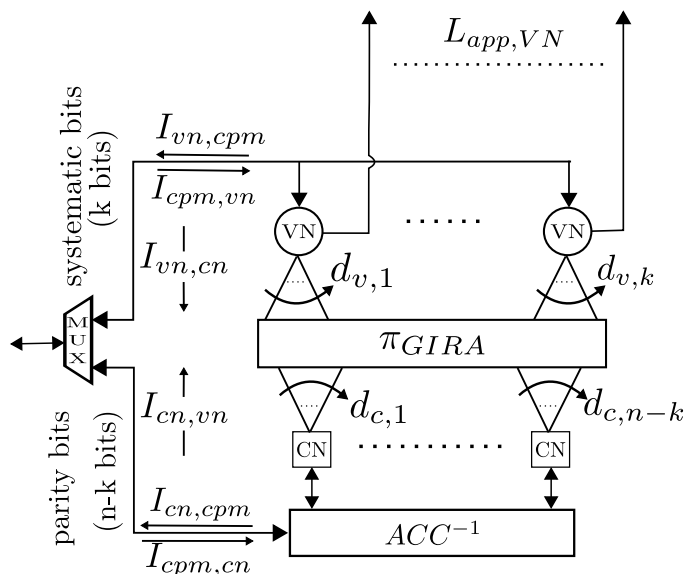 L_{app,VN}
I_{vn,cpm}
I_{cpm,vn}
systematic bits
(k bits)
VN
......
VN
I_{vn,cn}
d_{v,1}
d_{v,k}
MUX
π_{GIRA}
I_{cn,vn}
d_{c,1}
d_{c,n-k}
parity bits
(n-k bits)
CN
CN
I_{cn,cpm}
I_{cpm,cn}
ACC^{-1}